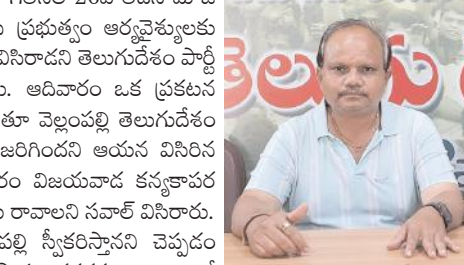 ప్రభుత్వం ఆర్యవైశ్యులకు
విసిరాడని తెలుగుదేశం పార్టీ
ఆదివారం ఒక ప్రకటన
తూ వెల్లంపల్లి తెలుగుదేశం
జరిగిందని ఆయన విసిరిన
రం విజయవాడ కన్యకాపర
రావాలని సవాల్ విసిరారు.
పల్లి స్వీకరిస్తానని చెప్పడం
తెలుగు